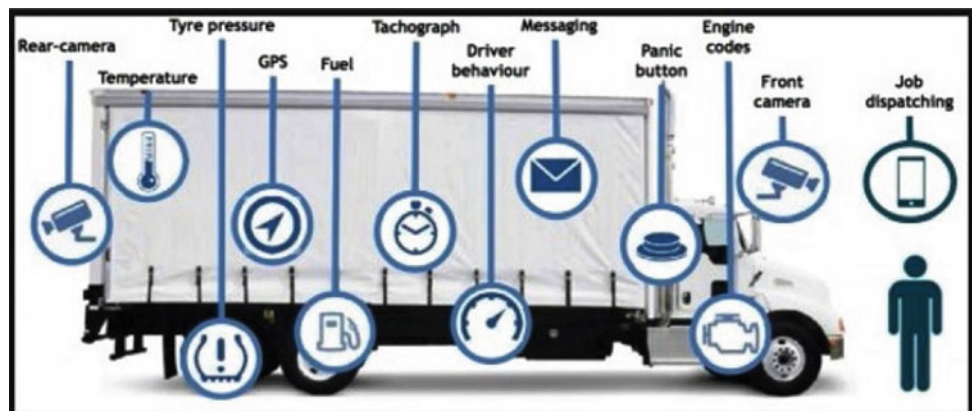 Rear-camera
Temperature
Tyre pressure
GPS
Fuel
Tachograph
Driver
behaviour
Messaging
Panic
button
Engine
codes
Front
camera
Job
dispatching